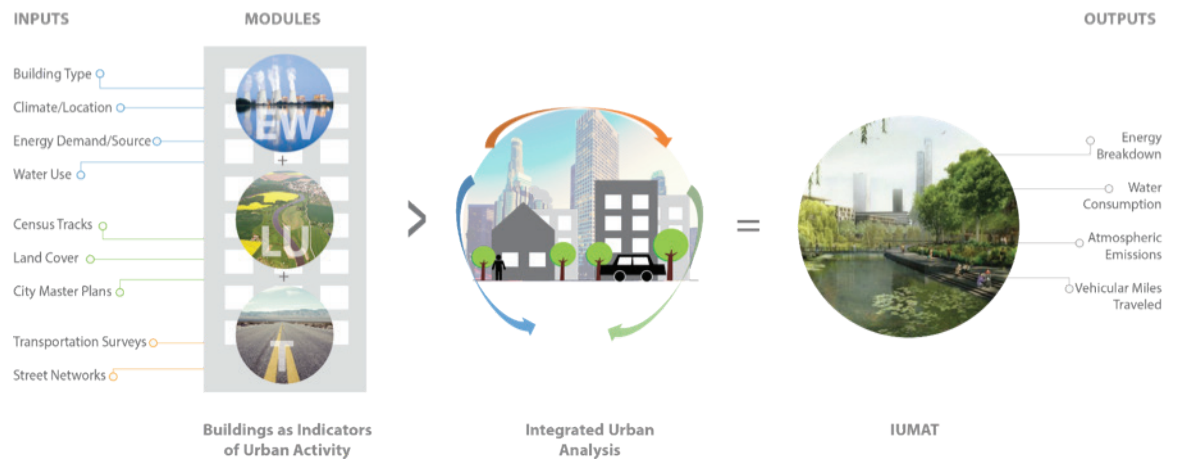 INPUTS
MODULES
OUTPUTS
Building Type
Climate/Location
Energy Demand/Source
Water Use
Census Tracks
Land Cover
City Master Plans
Transportation Surveys
Street Networks
EW
+
LU
+
T
>
=
Energy
Breakdown
Water
Consumption
Atmospheric
Emissions
Vehicular Miles
Traveled
Buildings as Indicators
of Urban Activity
Integrated Urban
Analysis
IUMAT